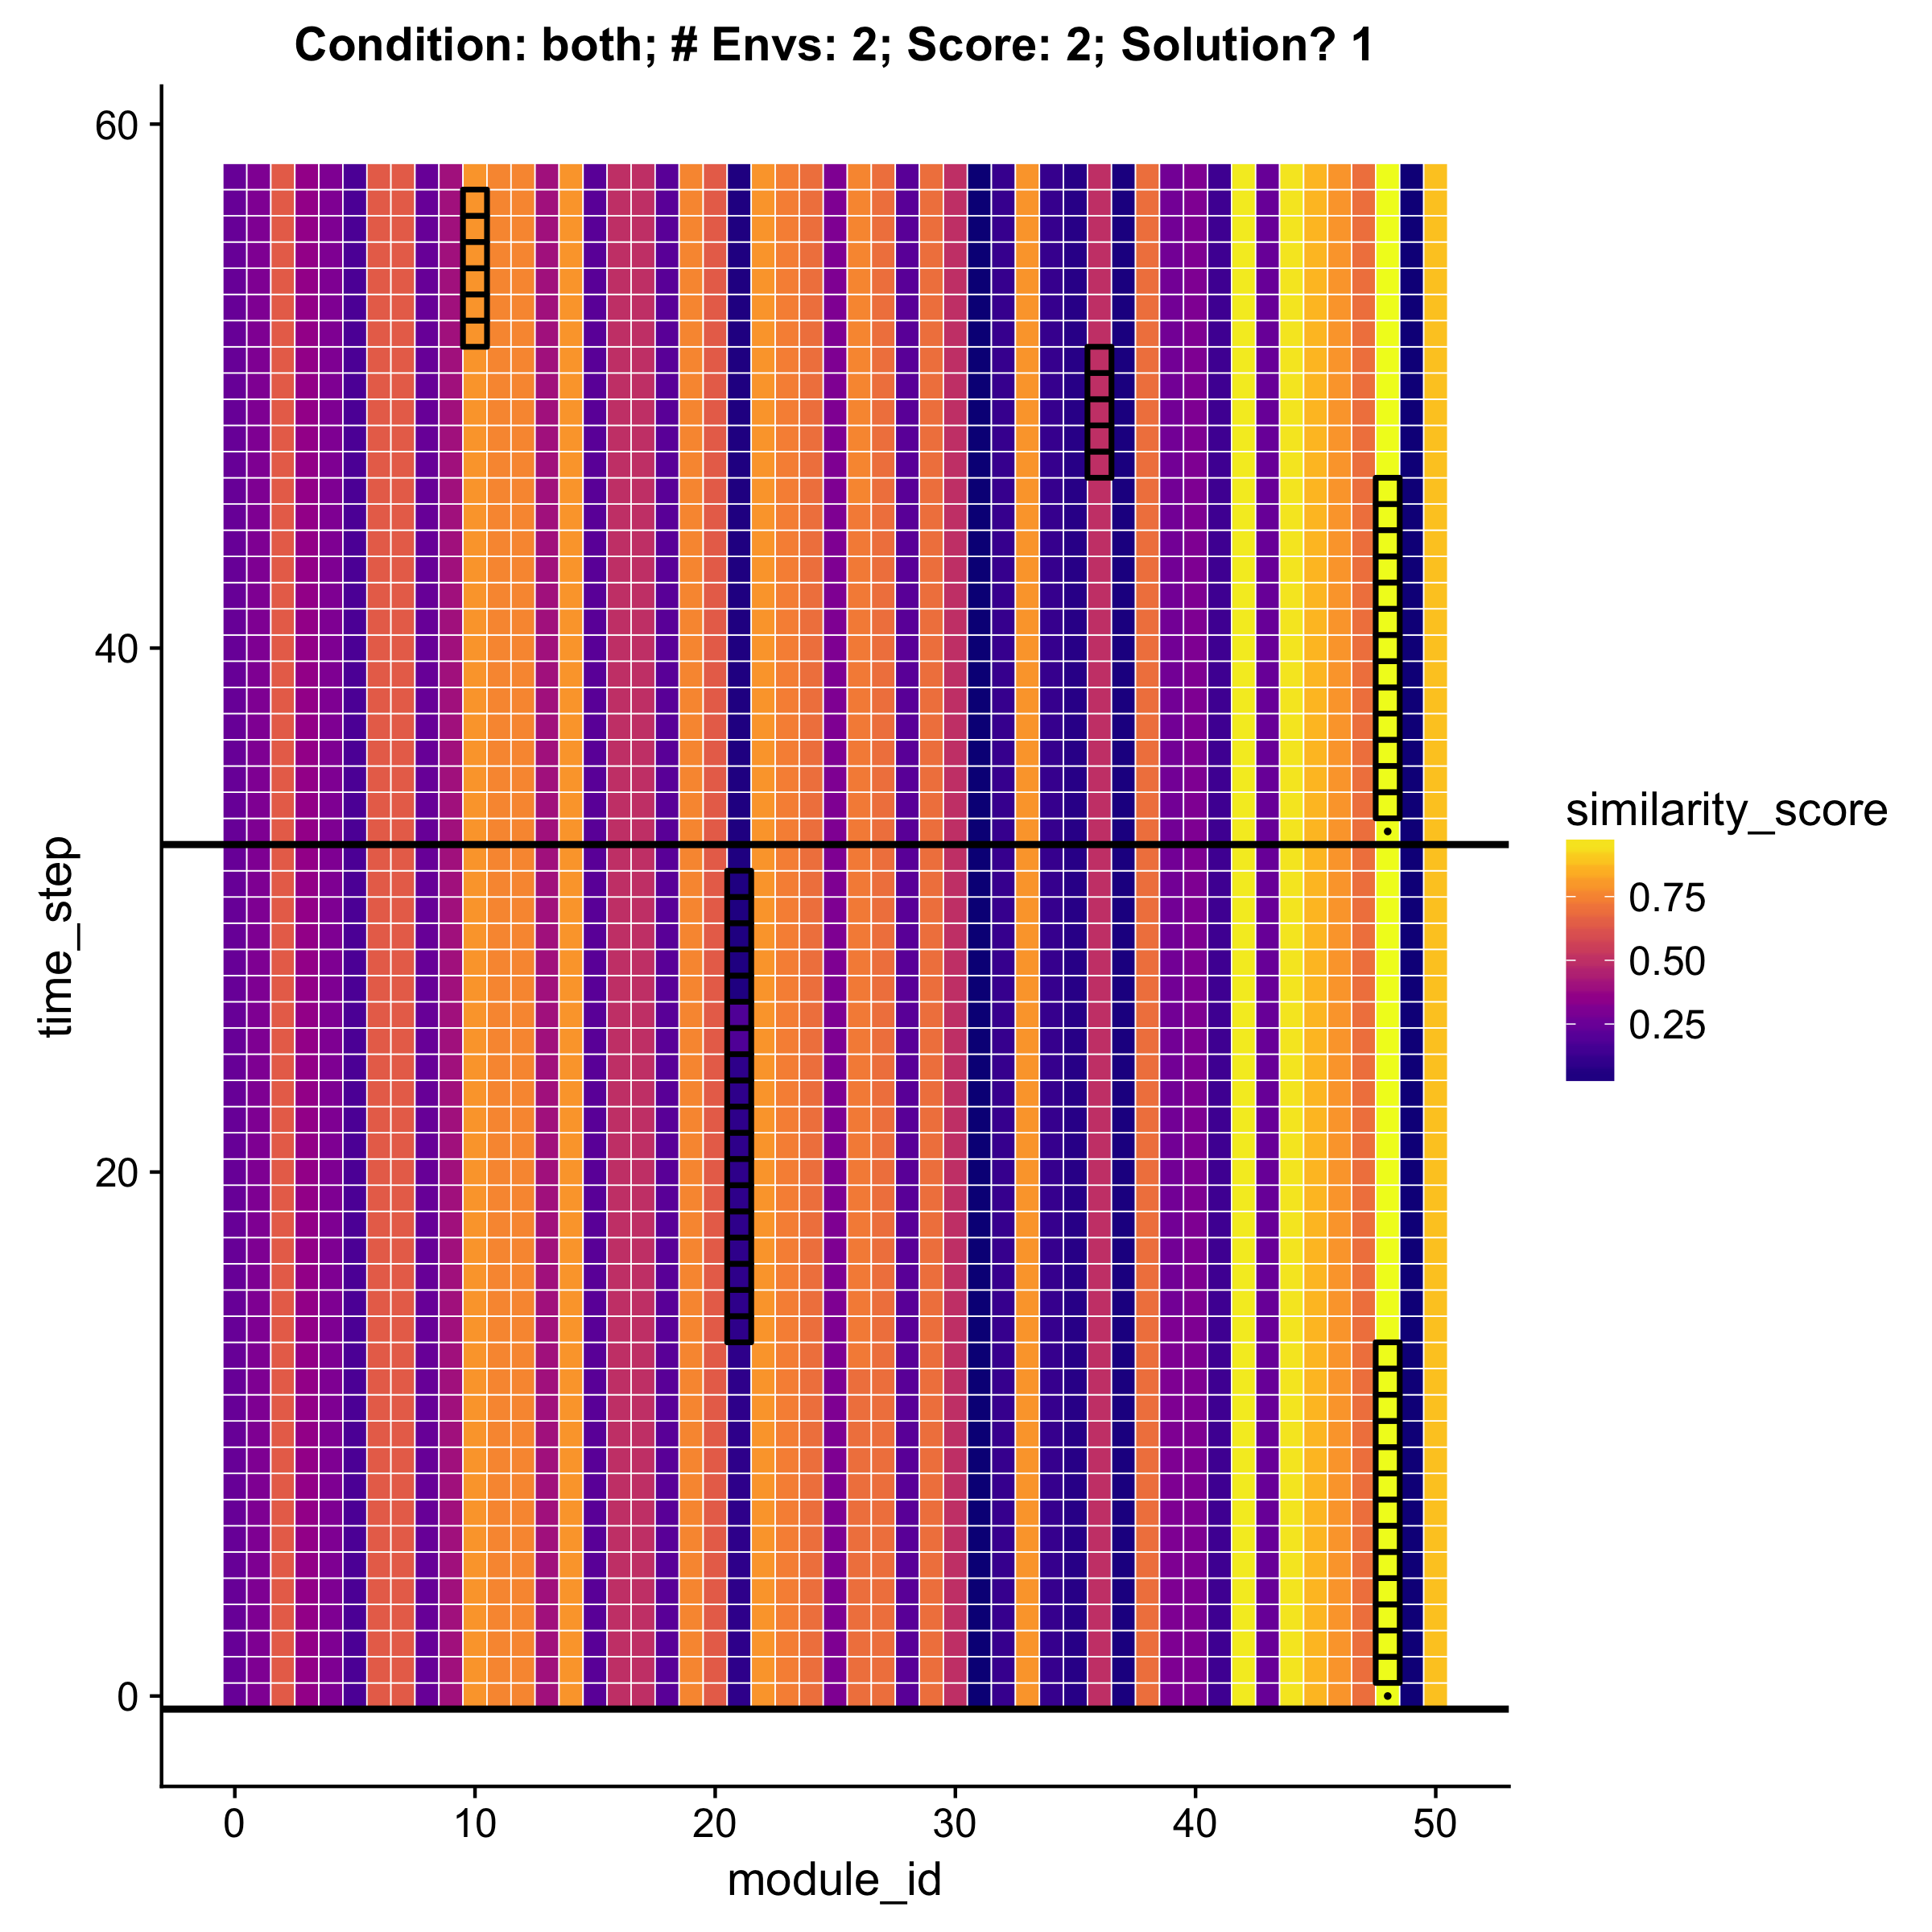 Condition: both; # Envs: 2; Score: 2; Solution? 1
60
40
20
0
time_step
0 10 20 30 40 50
module_id
similarity_score
0.75
0.50
0.25